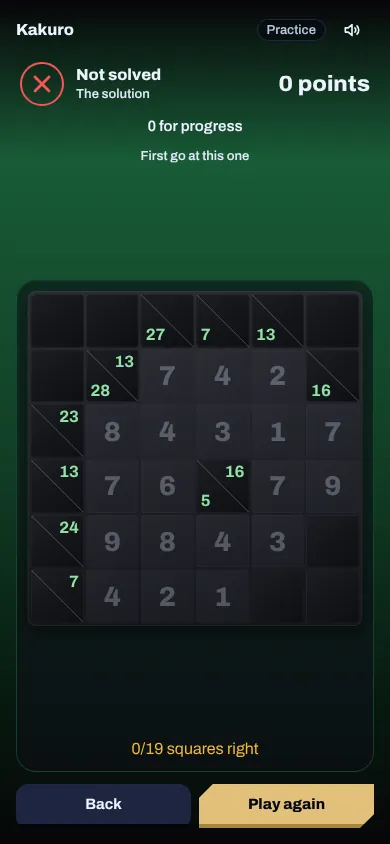 Kakuro
Practice
Not solved
The solution
0 points
0 for progress
First go at this one
27 7 13
13 28 7 4 2 16
23 8 4 3 1 7
13 7 6 16 5 7 9
24 9 8 4 3
7 4 2 1
0/19 squares right
Back
Play again